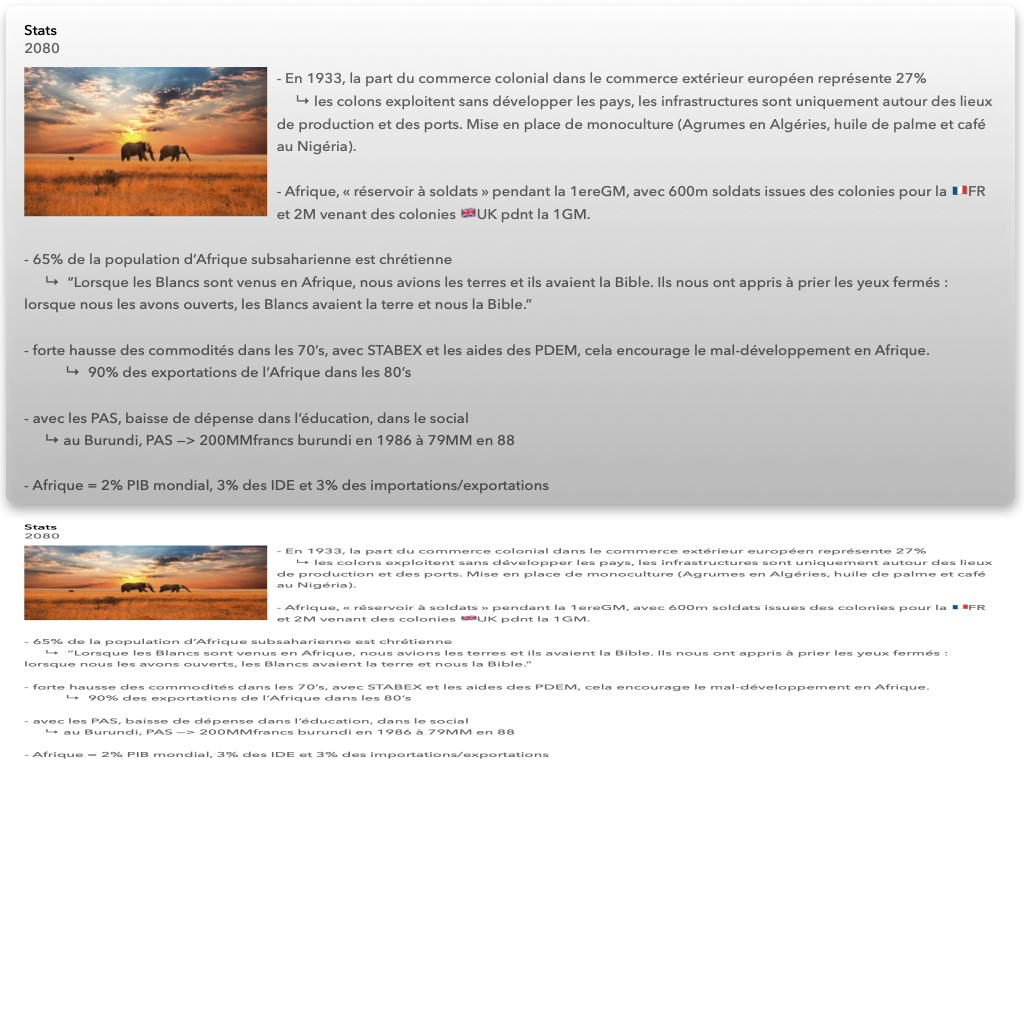 Stats
2080
- En 1933, la part du commerce colonial dans le commerce extérieur européen représente 27%
↳ les colons exploitent sans développer les pays, les infrastructures sont uniquement autour des lieux
de production et des ports. Mise en place de monoculture (Agrumes en Algéries, huile de palme et café
au Nigéria).
- Afrique, « réservoir à soldats » pendant la 1ereGM, avec 600m soldats issues des colonies pour la 🇫🇷FR
et 2M venant des colonies 🇬🇧UK pdnt la 1GM.
- 65% de la population d’Afrique subsaharienne est chrétienne
↳ “Lorsque les Blancs sont venus en Afrique, nous avions les terres et ils avaient la Bible. Ils nous ont appris à prier les yeux fermés :
lorsque nous les avons ouverts, les Blancs avaient la terre et nous la Bible.”
- forte hausse des commodités dans les 70’s, avec STABEX et les aides des PDEM, cela encourage le mal-développement en Afrique.
↳ 90% des exportations de l’Afrique dans les 80’s
- avec les PAS, baisse de dépense dans l’éducation, dans le social
↳ au Burundi, PAS —> 200MMfrancs burundi en 1986 à 79MM en 88
- Afrique = 2% PIB mondial, 3% des IDE et 3% des importations/exportations
Stats
2080
- En 1933, la part du commerce colonial dans le commerce extérieur européen représente 27%
↳ les colons exploitent sans développer les pays, les infrastructures sont uniquement autour des lieux
de production et des ports. Mise en place de monoculture (Agrumes en Algéries, huile de palme et café
au Nigéria).
- Afrique, « réservoir à soldats » pendant la 1ereGM, avec 600m soldats issues des colonies pour la 🇫🇷FR
et 2M venant des colonies 🇬🇧UK pdnt la 1GM.
- 65% de la population d’Afrique subsaharienne est chrétienne
↳ “Lorsque les Blancs sont venus en Afrique, nous avions les terres et ils avaient la Bible. Ils nous ont appris à prier les yeux fermés :
lorsque nous les avons ouverts, les Blancs avaient la terre et nous la Bible.”
- forte hausse des commodités dans les 70’s, avec STABEX et les aides des PDEM, cela encourage le mal-développement en Afrique.
↳ 90% des exportations de l’Afrique dans les 80’s
- avec les PAS, baisse de dépense dans l’éducation, dans le social
↳ au Burundi, PAS —> 200MMfrancs burundi en 1986 à 79MM en 88
- Afrique = 2% PIB mondial, 3% des IDE et 3% des importations/exportations